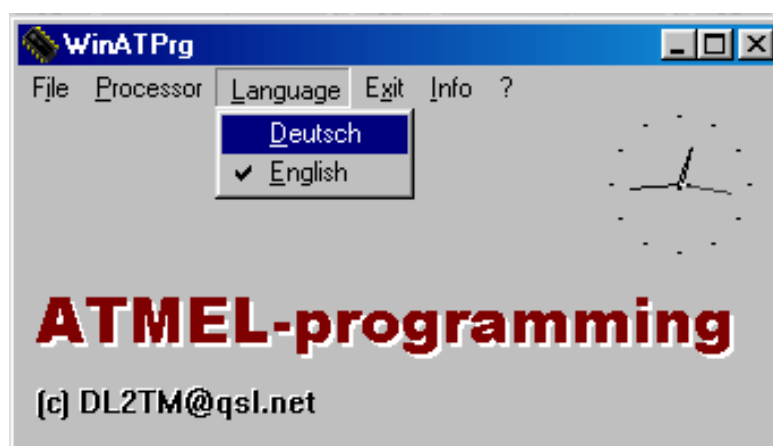 WinATPrg
File Processor Language Exit Info ?
Deutsch
English
ATMEL-programming
(c) DL2TM@qsl.net